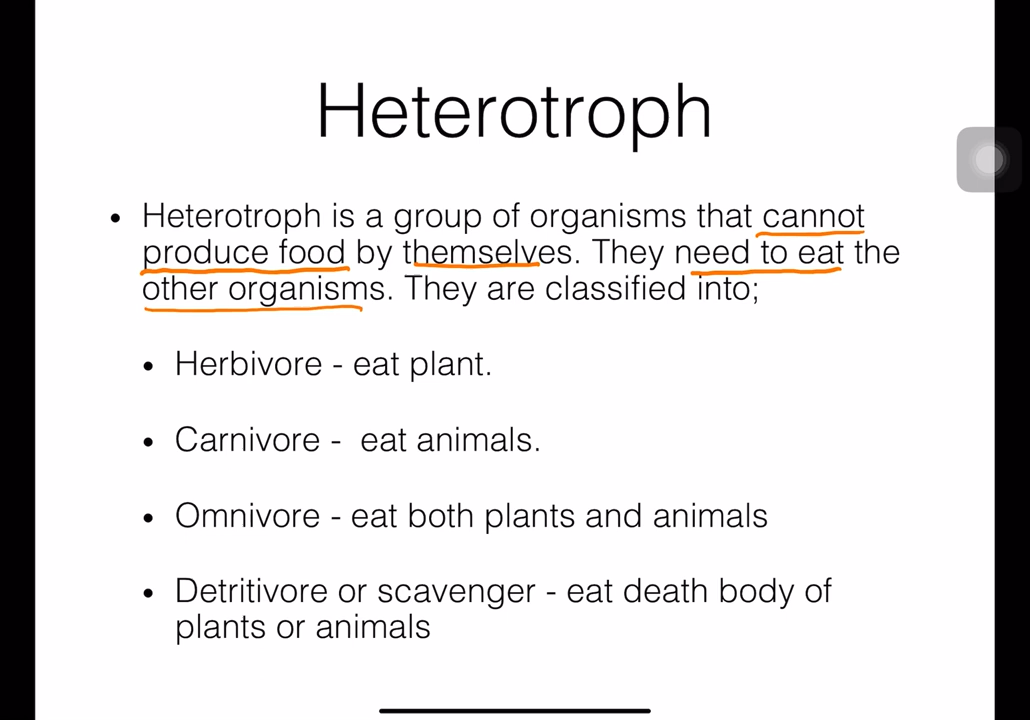 Heterotroph
• Heterotroph is a group of organisms that cannot
produce food by themselves. They need to eat the
other organisms. They are classified into;
• Herbivore - eat plant.
• Carnivore -  eat animals.
• Omnivore - eat both plants and animals
• Detritivore or scavenger - eat death body of
plants or animals